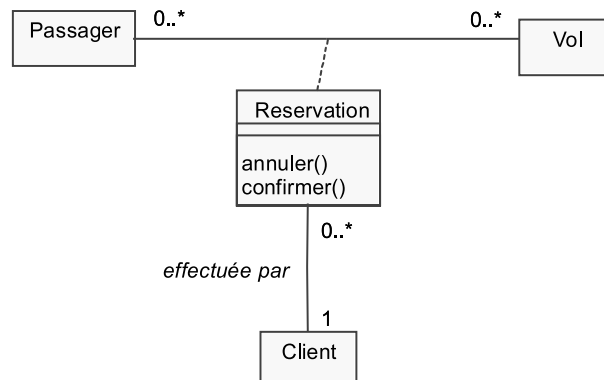 0..*
0..*
Passager
Vol
Reservation
annuler()
confirmer()
0..*
effectuée par
1
Client